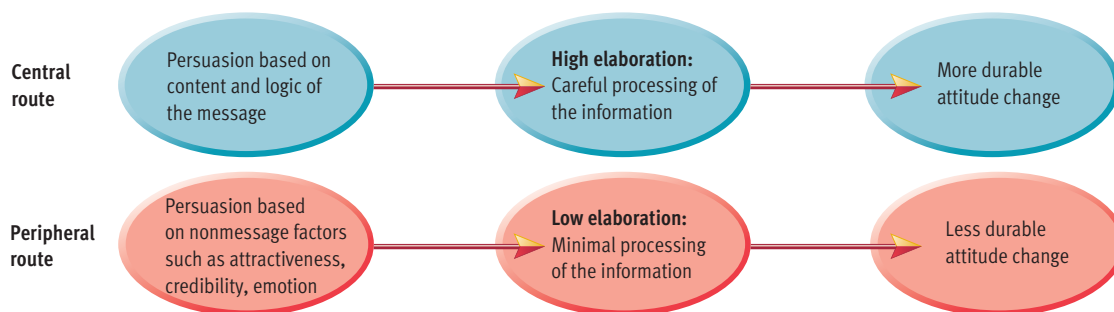 Central
route
Persuasion based on
content and logic of
the message
High elaboration:
Careful processing of
the information
More durable
attitude change
Peripheral
route
Persuasion based
on nonmessage factors
such as attractiveness,
credibility, emotion
Low elaboration:
Minimal processing
of the information
Less durable
attitude change